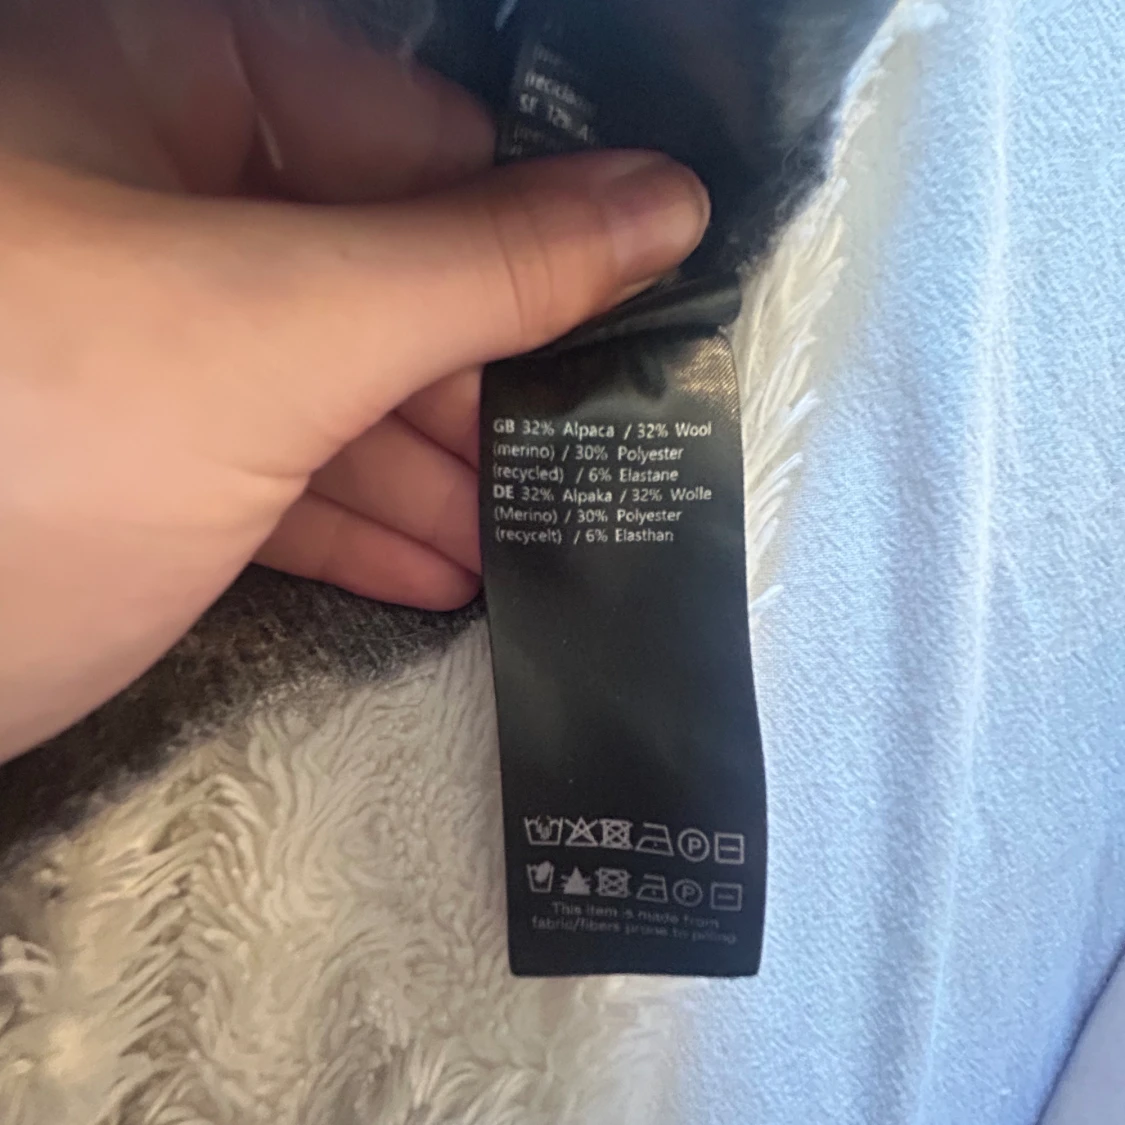 GB 32% Alpaca / 32% Wool
(merino) / 30% Polyester
(recycled) / 6% Elastane
DE 32% Alpaka / 32% Wolle
(Merino) / 30% Polyester
(recycelt) / 6% Elasthan
P
P
This item is made from
fabric/fibers prone to pilling